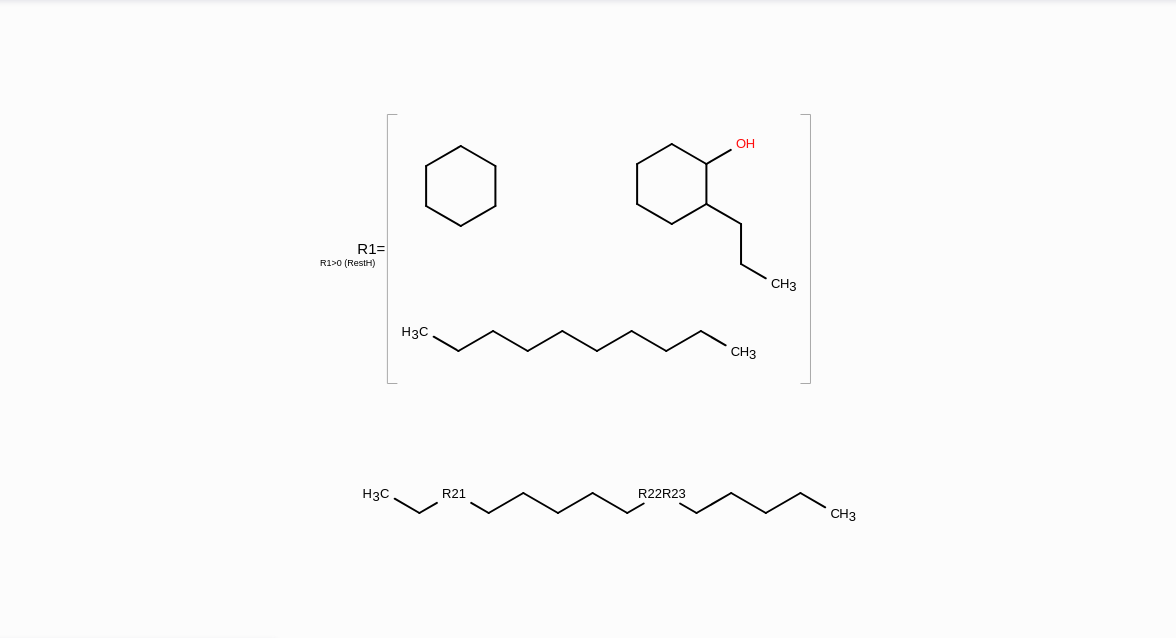 OH
R1=
R1>0 (RestH)
CH3
H3C
CH3
H3C R21 R22R23
CH3